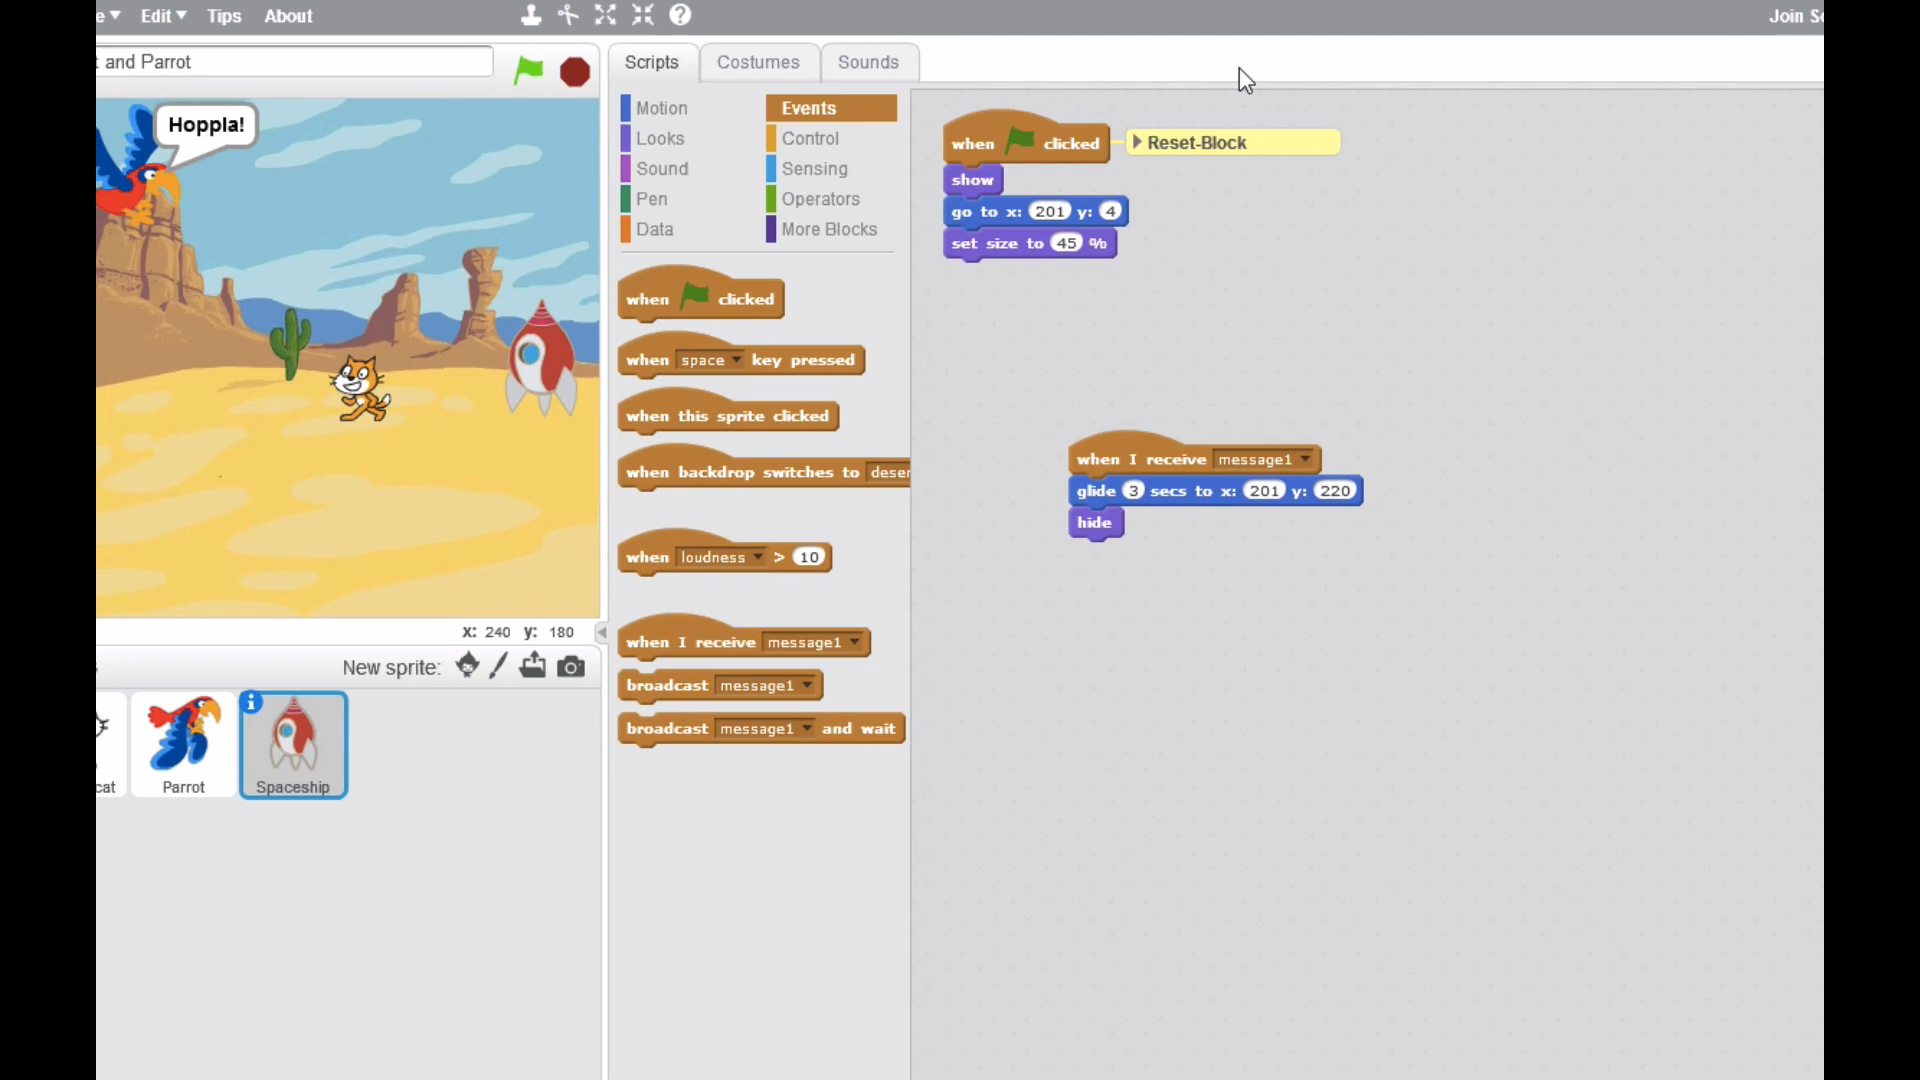 e Edit Tips About Join Sc
t and Parrot
Scripts Costumes Sounds
Hoppla!
Motion Events
Looks Control
Sound Sensing
Pen Operators
Data More Blocks
when clicked
when space key pressed
when this sprite clicked
when backdrop switches to deser
when loudness > 10
when I receive message1
broadcast message1
broadcast message1 and wait
when clicked Reset-Block
show
go to x: 201 y: 4
set size to 45 %
when I receive message1
glide 3 secs to x: 201 y: 220
hide
x: 240 y: 180
New sprite:
cat Parrot Spaceship